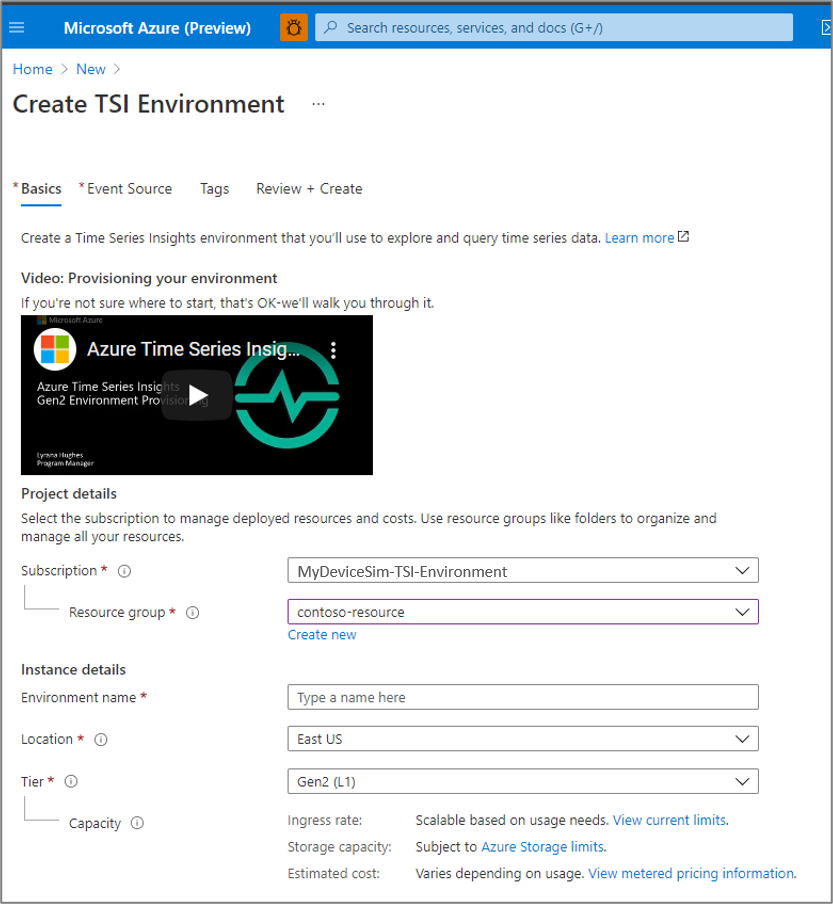 Microsoft Azure (Preview)
Search resources, services, and docs (G+/)
Home > New >
Create TSI Environment ...
* Basics * Event Source Tags Review + Create
Create a Time Series Insights environment that you'll use to explore and query time series data. Learn more
Video: Provisioning your environment
If you're not sure where to start, that's OK-we'll walk you through it.
Microsoft Azure
Azure Time Series Insig...
Azure Time Series Insights
Gen2 Environment Provisioning
Lyrana Hughes
Program Manager
Project details
Select the subscription to manage deployed resources and costs. Use resource groups like folders to organize and
manage all your resources.
Subscription * MyDeviceSim-TSI-Environment
Resource group * contoso-resource
Create new
Instance details
Environment name * Type a name here
Location * East US
Tier * Gen2 (L1)
Capacity Ingress rate: Scalable based on usage needs. View current limits.
Storage capacity: Subject to Azure Storage limits.
Estimated cost: Varies depending on usage. View metered pricing information.